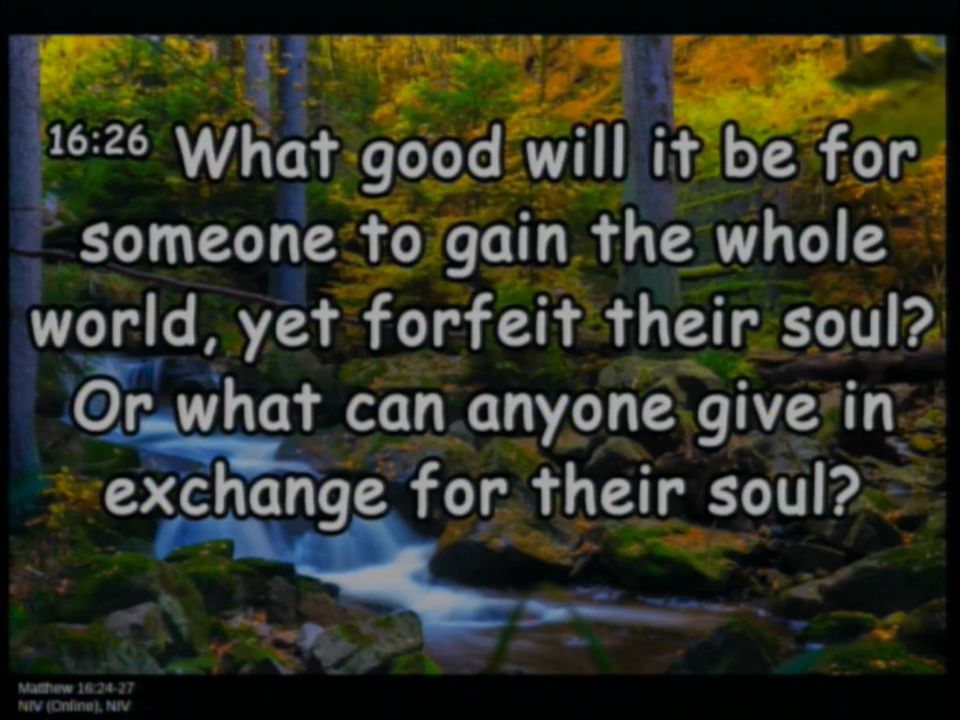 16:26 What good will it be for
someone to gain the whole
world, yet forfeit their soul?
Or what can anyone give in
exchange for their soul?
Matthew 16:24-27
NIV (Online), NIV